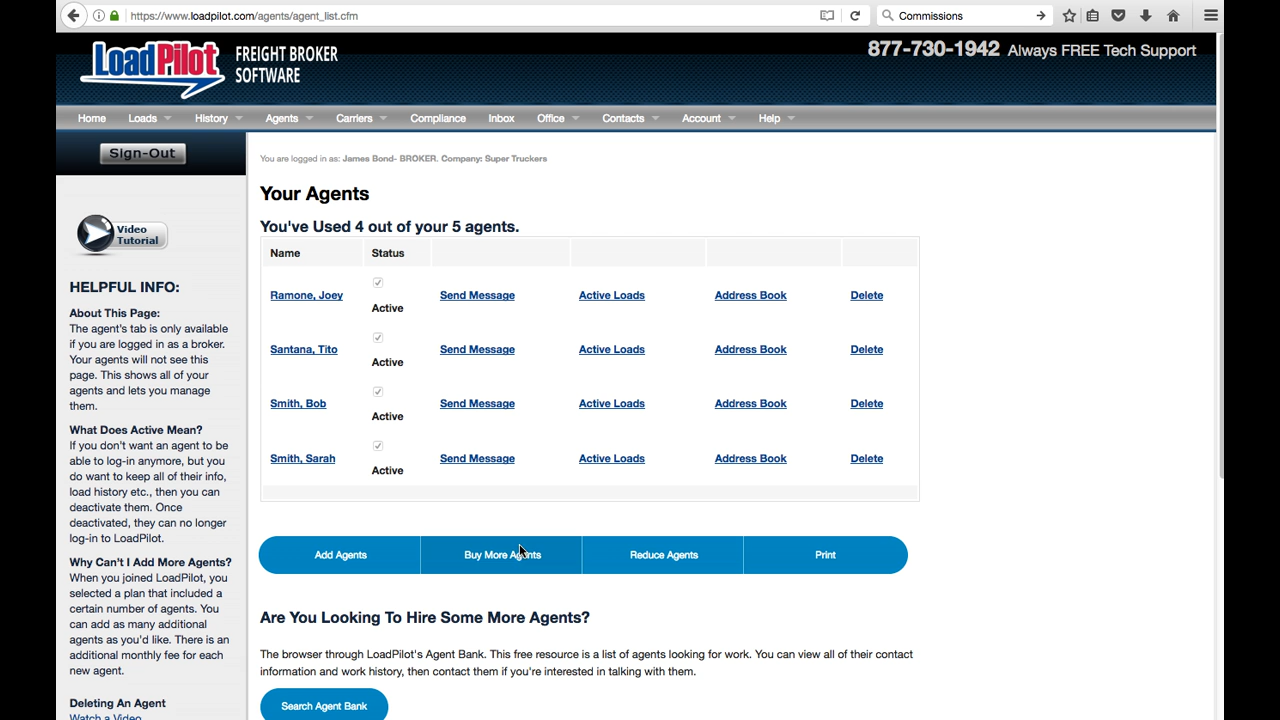 https://www.loadpilot.com/agents/agent_list.cfm
Commissions
LoadPilot
FREIGHT BROKER
SOFTWARE
877-730-1942 Always FREE Tech Support
Home Loads History Agents Carriers Compliance Inbox Office Contacts Account Help
Sign-Out
Video
Tutorial
HELPFUL INFO:
About This Page:
The agent's tab is only available
if you are logged in as a broker.
Your agents will not see this
page. This shows all of your
agents and lets you manage
them.
What Does Active Mean?
If you don't want an agent to be
able to log-in anymore, but you
do want to keep all of their info,
load history etc., then you can
deactivate them. Once
deactivated, they can no longer
log-in to LoadPilot.
Why Can't I Add More Agents?
When you joined LoadPilot, you
selected a plan that included a
certain number of agents. You
can add as many additional
agents as you'd like. There is an
additional monthly fee for each
new agent.
Deleting An Agent
Watch a Video
You are logged in as: James Bond- BROKER. Company: Super Truckers
Your Agents
You've Used 4 out of your 5 agents.
Name Status
Ramone, Joey Active Send Message Active Loads Address Book Delete
Santana, Tito Active Send Message Active Loads Address Book Delete
Smith, Bob Active Send Message Active Loads Address Book Delete
Smith, Sarah Active Send Message Active Loads Address Book Delete
Add Agents Buy More Agents Reduce Agents Print
Are You Looking To Hire Some More Agents?
The browser through LoadPilot's Agent Bank. This free resource is a list of agents looking for work. You can view all of their contact
information and work history, then contact them if you're interested in talking with them.
Search Agent Bank